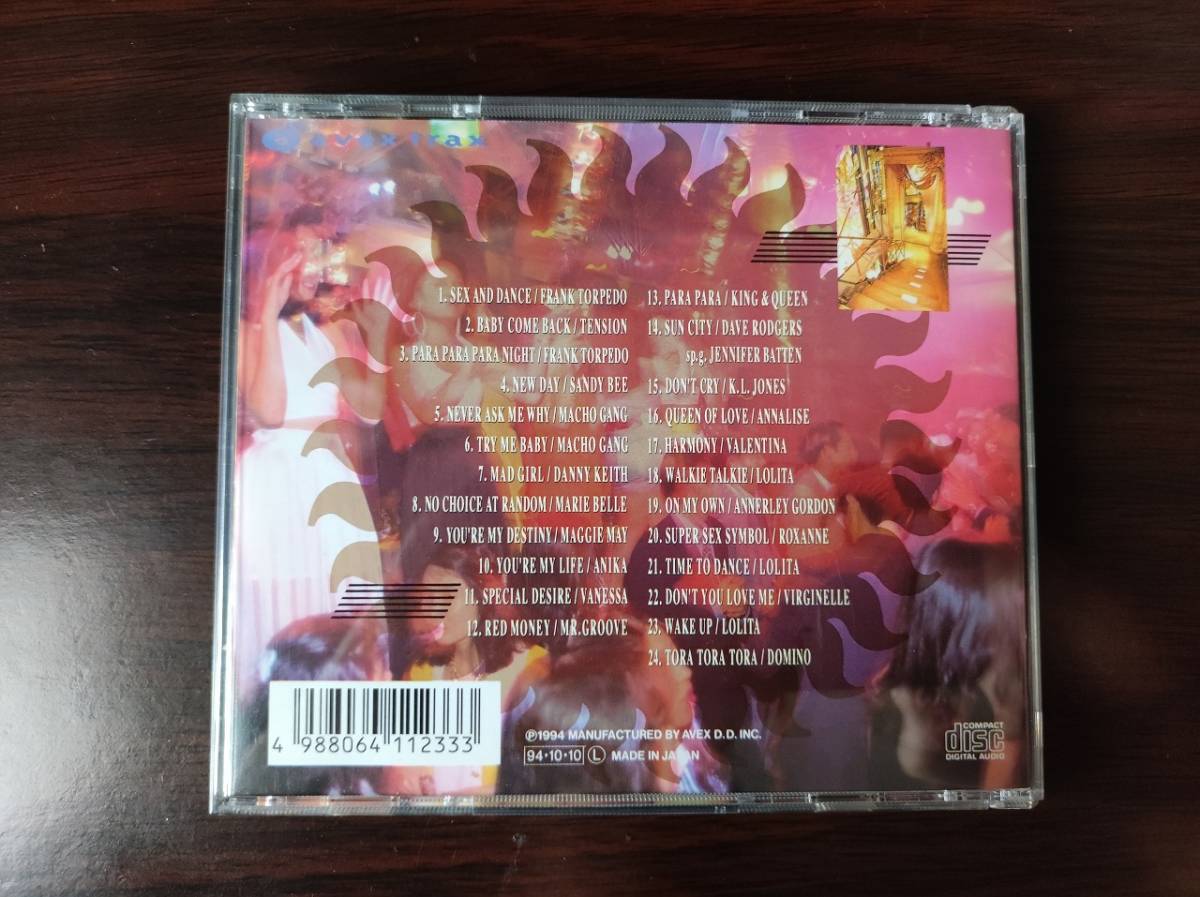 avex trax
1. SEX AND DANCE / FRANK TORPEDO
2. BABY COME BACK / TENSION
3. PARA PARA PARA NIGHT / FRANK TORPEDO
4. NEW DAY / SANDY BEE
5. NEVER ASK ME WHY / MACHO GANG
6. TRY ME BABY / MACHO GANG
7. MAD GIRL / DANNY KEITH
8. NO CHOICE AT RANDOM / MARIE BELLE
9. YOU'RE MY DESTINY / MAGGIE MAY
10. YOU'RE MY LIFE / ANIKA
11. SPECIAL DESIRE / VANESSA
12. RED MONEY / MR. GROOVE
13. PARA PARA / KING & QUEEN
14. SUN CITY / DAVE RODGERS
sp.g. JENNIFER BATTEN
15. DON'T CRY / K.L. JONES
16. QUEEN OF LOVE / ANNALISE
17. HARMONY / VALENTINA
18. WALKIE TALKIE / LOLITA
19. ON MY OWN / ANNERLEY GORDON
20. SUPER SEX SYMBOL / ROXANNE
21. TIME TO DANCE / LOLITA
22. DON'T YOU LOVE ME / VIRGINELLE
23. WAKE UP / LOLITA
24. TORA TORA TORA / DOMINO
4 988064 112333
Ⓟ1994 MANUFACTURED BY AVEX D.D. INC.
94·10·10 Ⓛ MADE IN JAPAN
COMPACT
disc
DIGITAL AUDIO